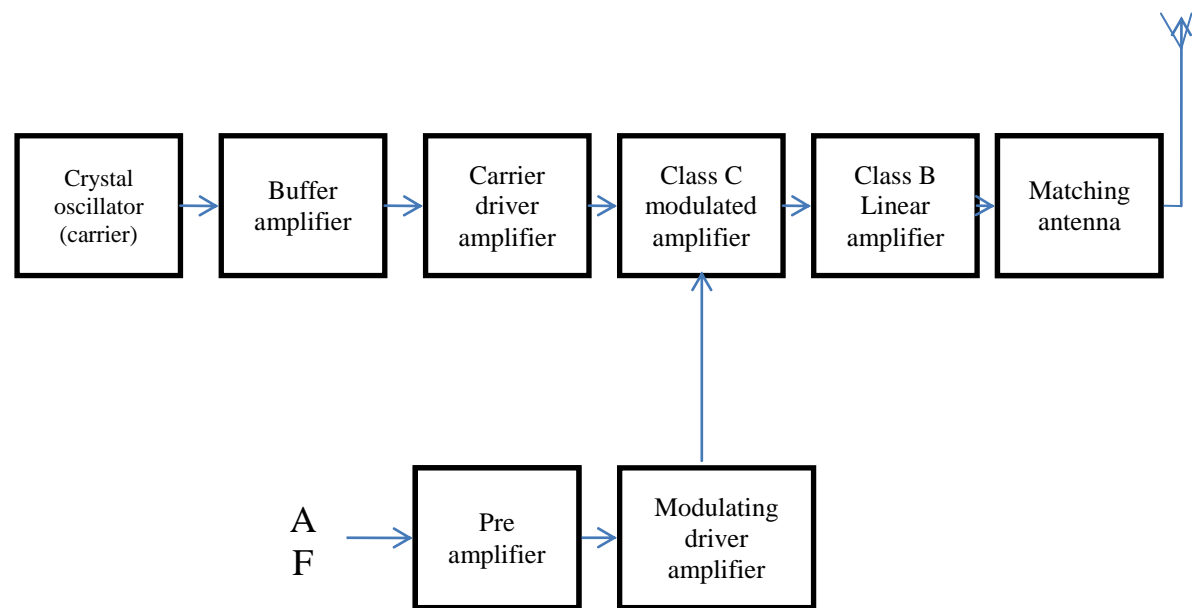 Crystal
oscillator
(carrier)
Buffer
amplifier
Carrier
driver
amplifier
Class C
modulated
amplifier
Class B
Linear
amplifier
Matching
antenna
A
F
Pre
amplifier
Modulating
driver
amplifier